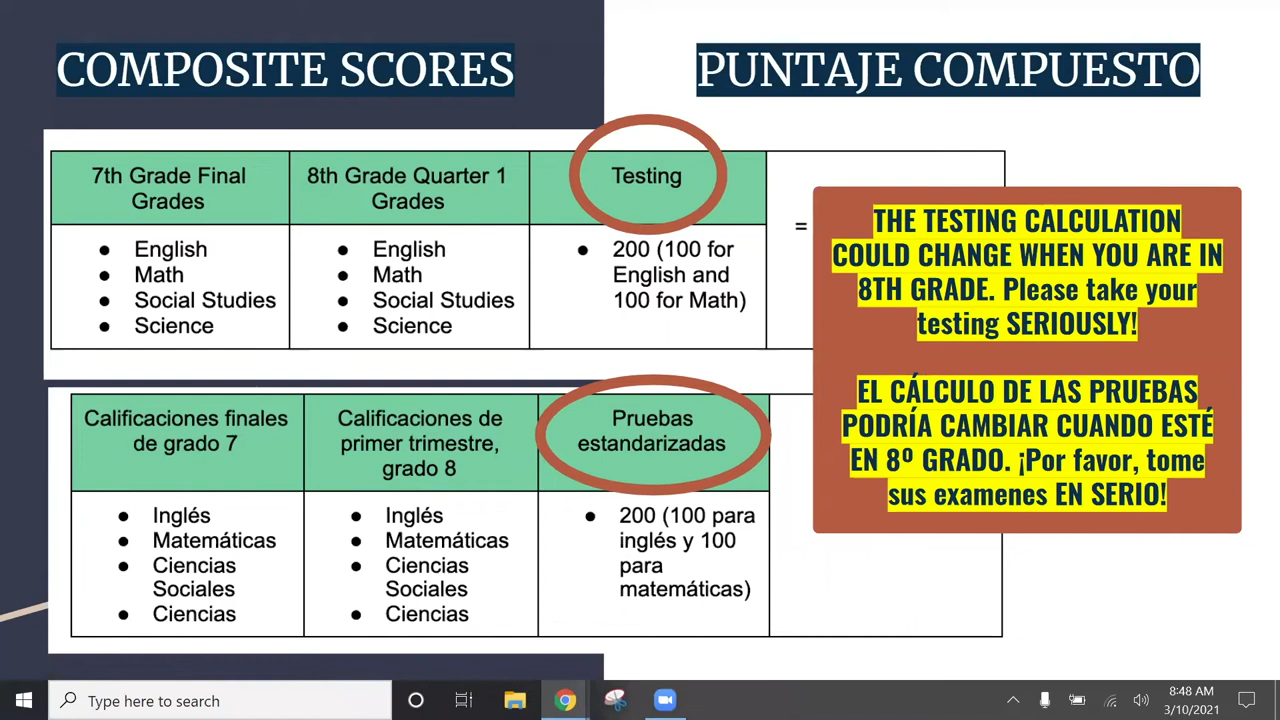 COMPOSITE SCORES
PUNTAJE COMPUESTO
7th Grade Final
Grades
8th Grade Quarter 1
Grades
Testing
● English
● Math
● Social Studies
● Science
● English
● Math
● Social Studies
● Science
● 200 (100 for
English and
100 for Math)
=
THE TESTING CALCULATION
COULD CHANGE WHEN YOU ARE IN
8TH GRADE. Please take your
testing SERIOUSLY!
EL CÁLCULO DE LAS PRUEBAS
PODRÍA CAMBIAR CUANDO ESTÉ
EN 8º GRADO. ¡Por favor, tome
sus examenes EN SERIO!
Calificaciones finales
de grado 7
Calificaciones de
primer trimestre,
grado 8
Pruebas
estandarizadas
● Inglés
● Matemáticas
● Ciencias
Sociales
● Ciencias
● Inglés
● Matemáticas
● Ciencias
Sociales
● Ciencias
● 200 (100 para
inglés y 100
para
matemáticas)
Type here to search
8:48 AM
3/10/2021